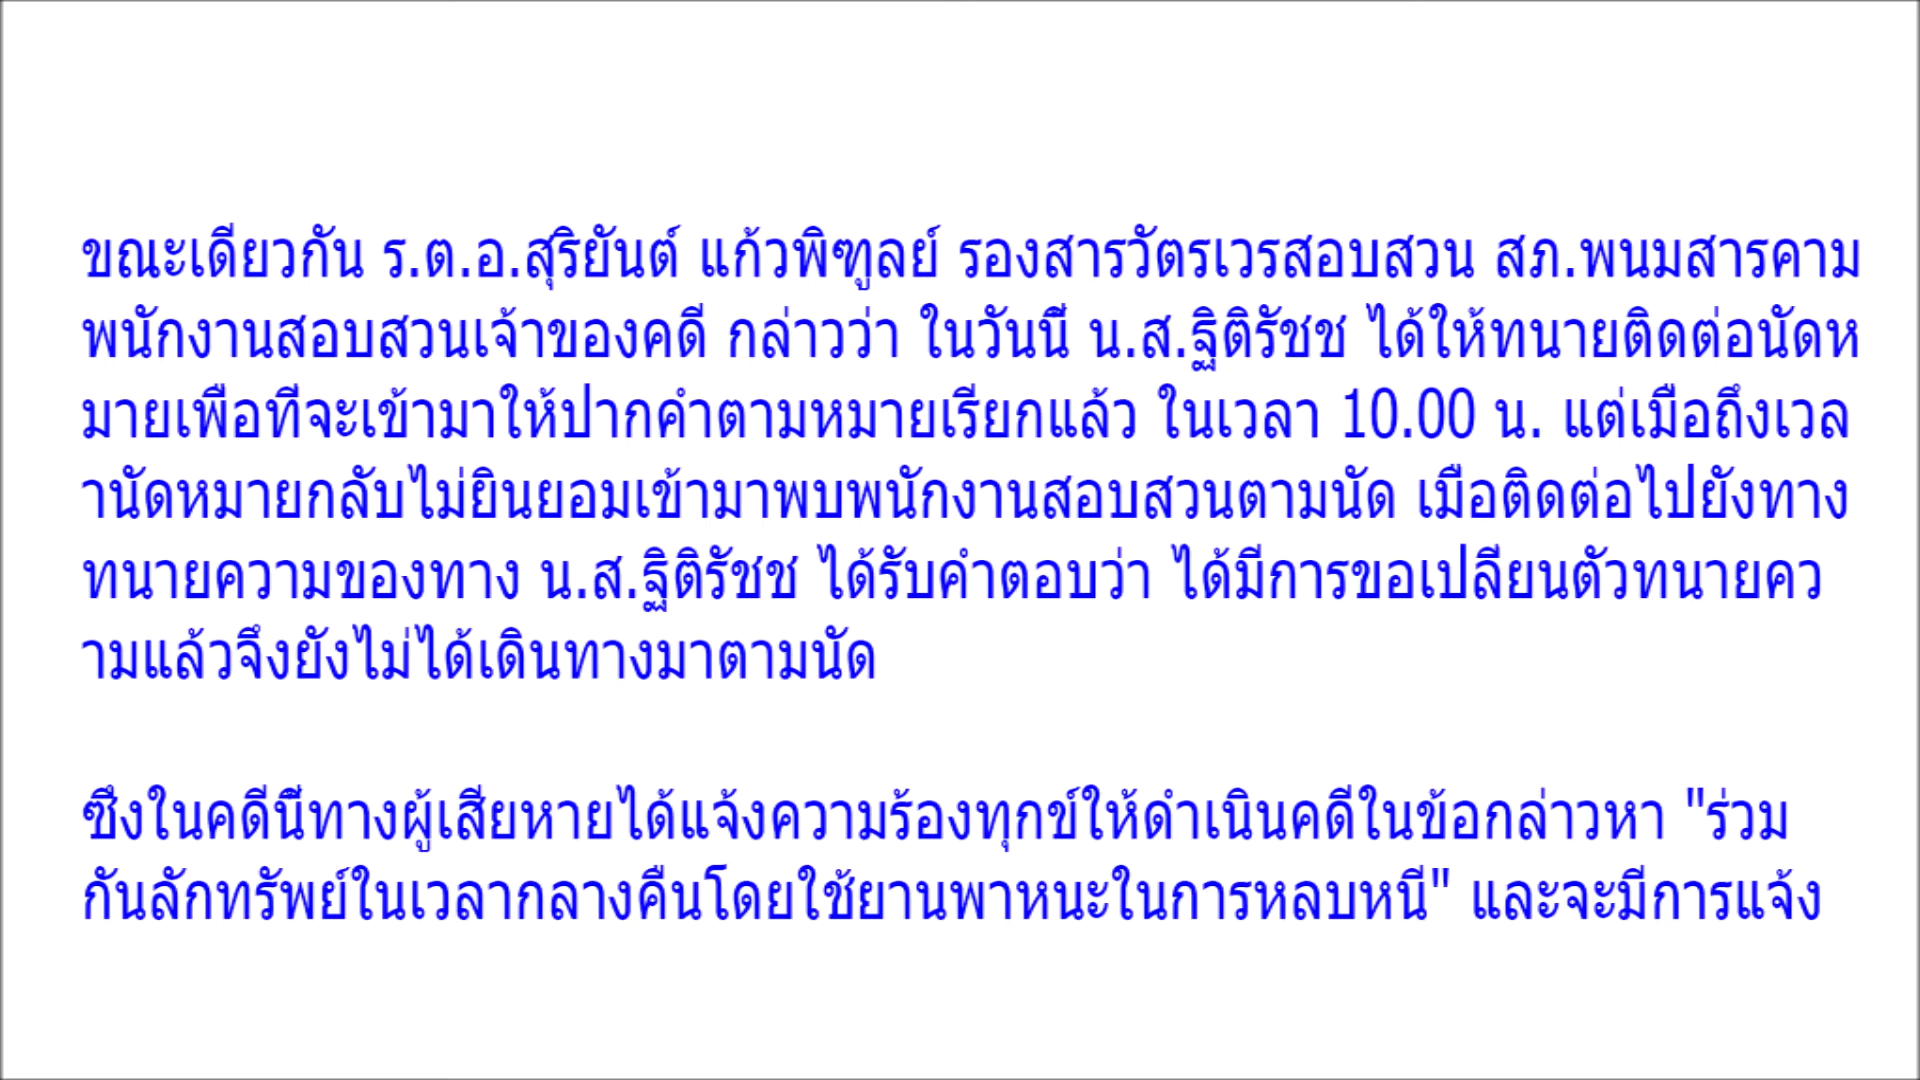 ขณะเดียวกัน ร.ต.อ.สุริยันต์ แก้วพิฑูลย์ รองสารวัตรเวรสอบสวน สภ.พนมสารคาม
พนักงานสอบสวนเจ้าของคดี กล่าวว่า ในวันนี้ น.ส.ฐิติรัชช ได้ให้ทนายติดต่อนัดห
มายเพื่อที่จะเข้ามาให้ปากคำตามหมายเรียกแล้ว ในเวลา 10.00 น. แต่เมื่อถึงเวล
านัดหมายกลับไม่ยินยอมเข้ามาพบพนักงานสอบสวนตามนัด เมื่อติดต่อไปยังทาง
ทนายความของทาง น.ส.ฐิติรัชช ได้รับคำตอบว่า ได้มีการขอเปลี่ยนตัวทนายคว
ามแล้วจึงยังไม่ได้เดินทางมาตามนัด
ซึ่งในคดีนี้ทางผู้เสียหายได้แจ้งความร้องทุกข์ให้ดำเนินคดีในข้อกล่าวหา "ร่วม
กันลักทรัพย์ในเวลากลางคืนโดยใช้ยานพาหนะในการหลบหนี" และจะมีการแจ้ง